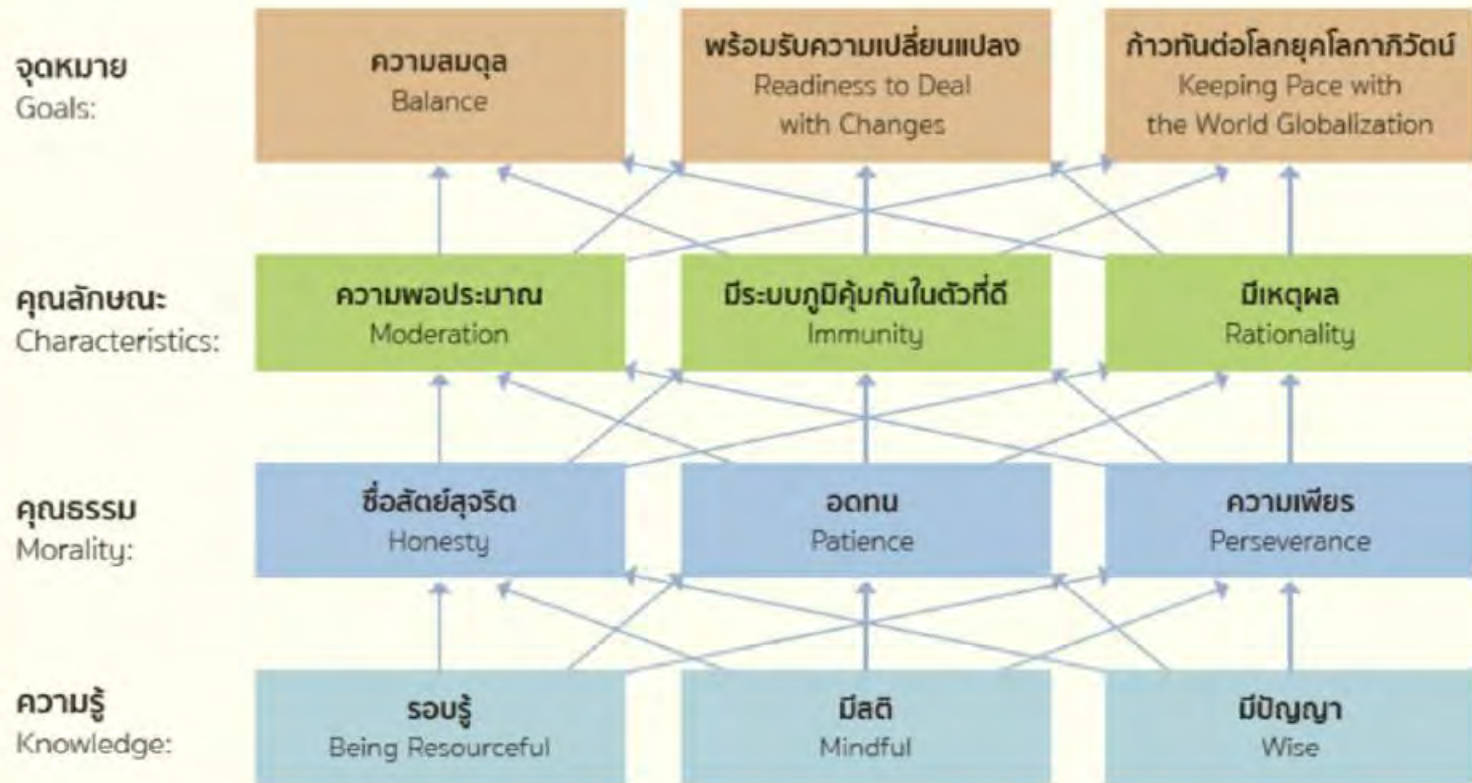 จุดหมาย
Goals:
ความสมดุล
Balance
พร้อมรับความเปลี่ยนแปลง
Readiness to Deal
with Changes
ก้าวทันต่อโลกยุคโลกาภิวัตน์
Keeping Pace with
the World Globalization
คุณลักษณะ
Characteristics:
ความพอประมาณ
Moderation
มีระบบภูมิคุ้มกันในตัวที่ดี
Immunity
มีเหตุผล
Rationality
คุณธรรม
Morality:
ซื่อสัตย์สุจริต
Honesty
อดทน
Patience
ความเพียร
Perseverance
ความรู้
Knowledge:
รอบรู้
Being Resourceful
มีสติ
Mindful
มีปัญญา
Wise